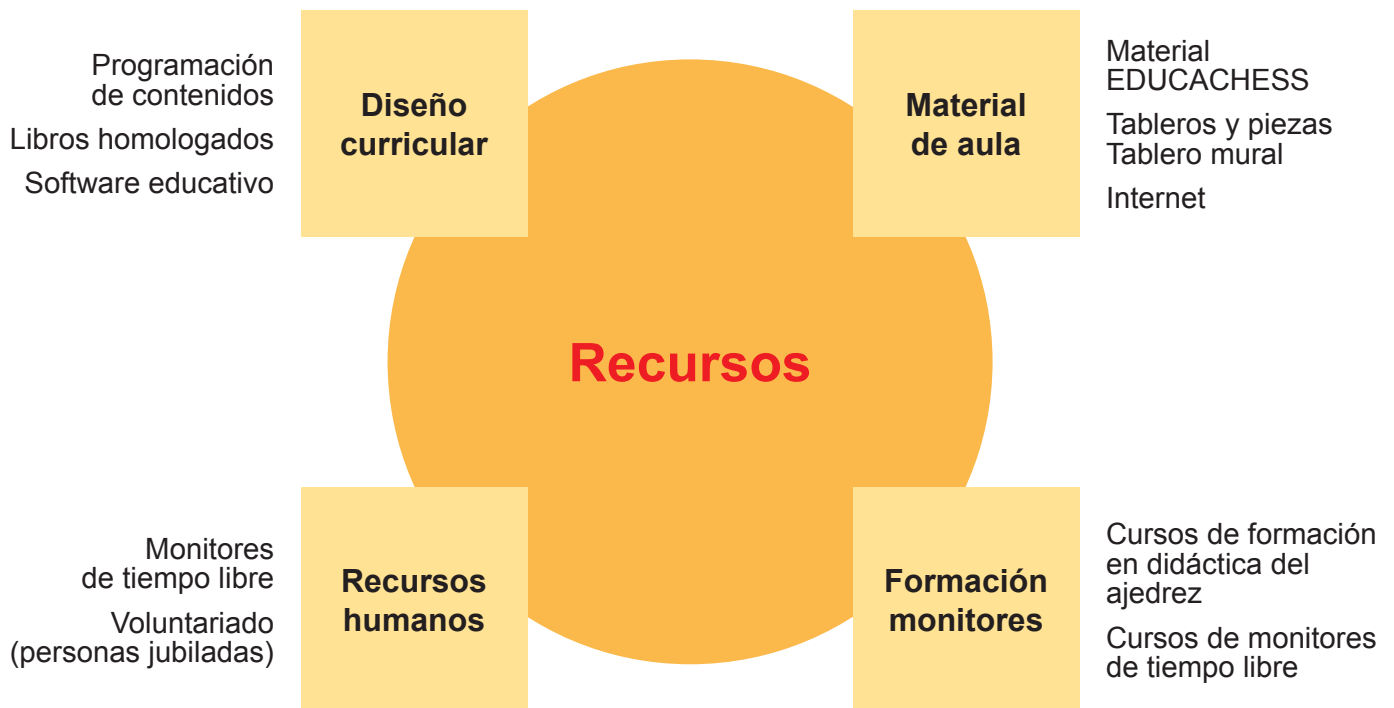 Programación
de contenidos
Libros homologados
Software educativo
Diseño
curricular
Material
de aula
Material
EDUCACHESS
Tableros y piezas
Tablero mural
Internet
Recursos
Monitores
de tiempo libre
Voluntariado
(personas jubiladas)
Recursos
humanos
Formación
monitores
Cursos de formación
en didáctica del
ajedrez
Cursos de monitores
de tiempo libre